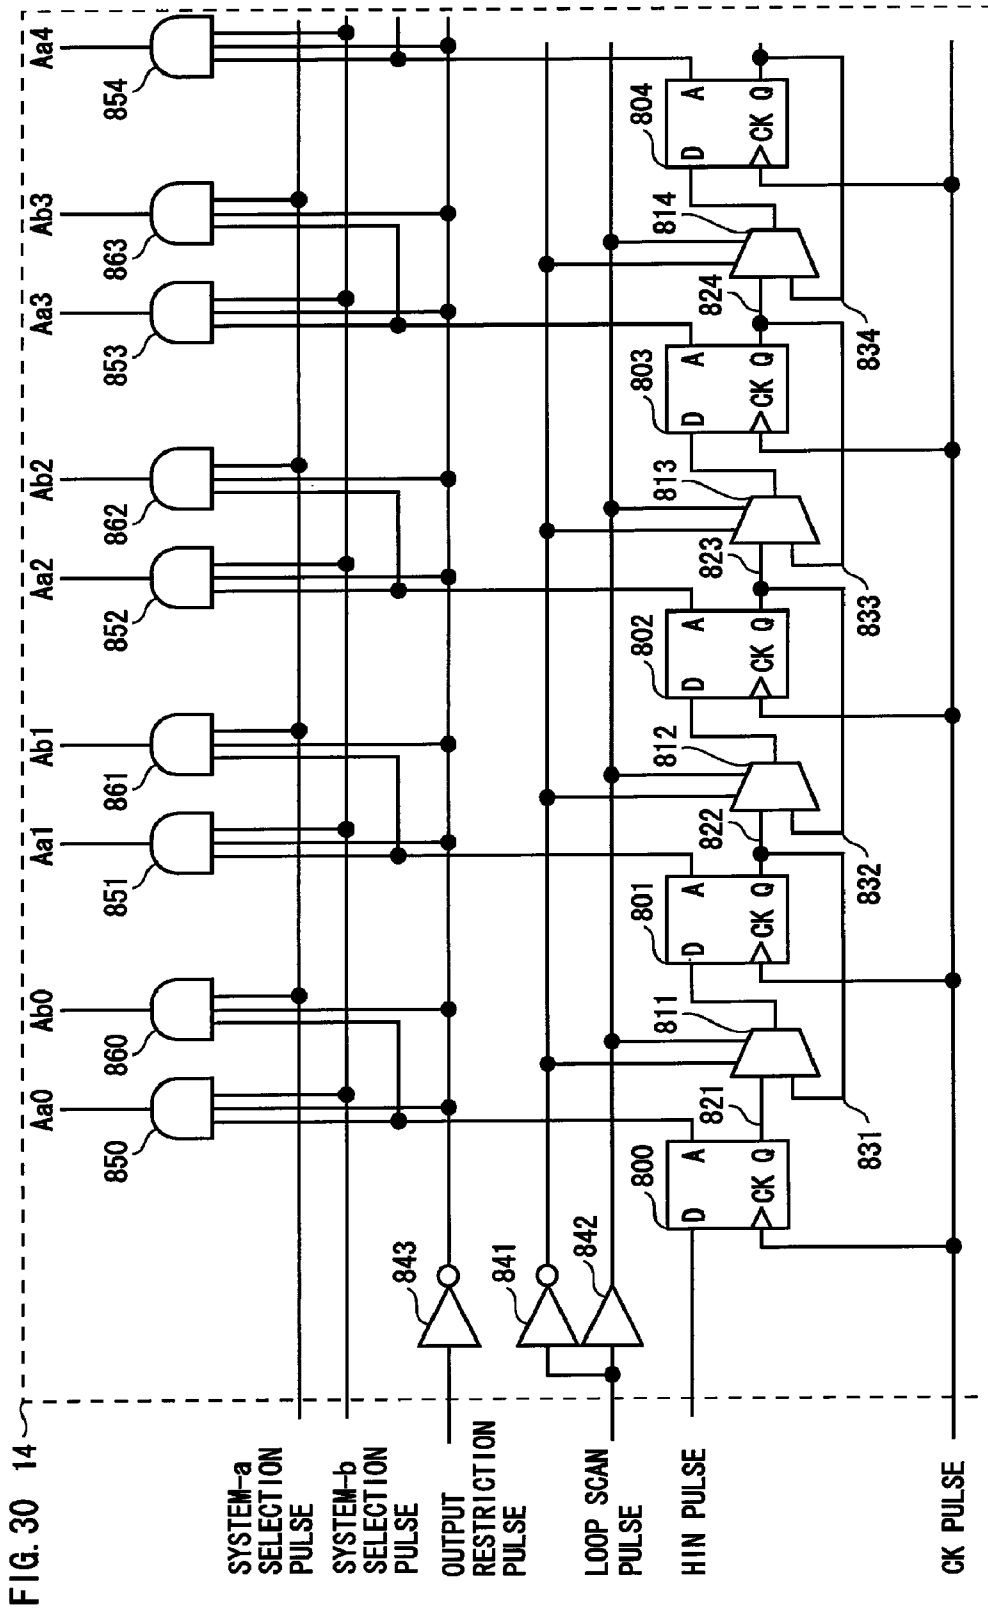 FIG. 30
14
SYSTEM-a
SELECTION
PULSE
SYSTEM-b
SELECTION
PULSE
OUTPUT
RESTRICTION
PULSE
LOOP SCAN
PULSE
HIN PULSE
CK PULSE
Aa0
Ab0
Aa1
Ab1
Aa2
Ab2
Aa3
Ab3
Aa4
850
860
851
861
852
862
853
863
854
843
841
842
800
D
A
CK
Q
821
811
831
801
D
A
CK
Q
822
812
832
802
D
A
CK
Q
823
813
833
803
D
A
CK
Q
824
814
834
804
D
A
CK
Q